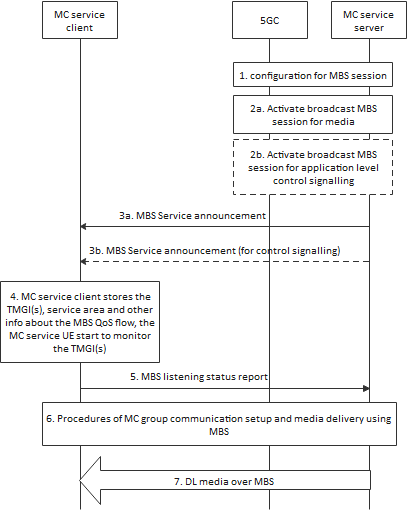 MC service
client
5GC
MC service
server
1. configuration for MBS session
2a. Activate broadcast MBS
session for media
2b. Activate broadcast MBS
session for application level
control signalling
3a. MBS Service announcement
3b. MBS Service announcement (for control signalling)
4. MC service client stores the
TMGI(s), service area and other
info about the MBS QoS flow, the
MC service UE start to monitor
the TMGI(s)
5. MBS listening status report
6. Procedures of MC group communication setup and media delivery using
MBS
7. DL media over MBS